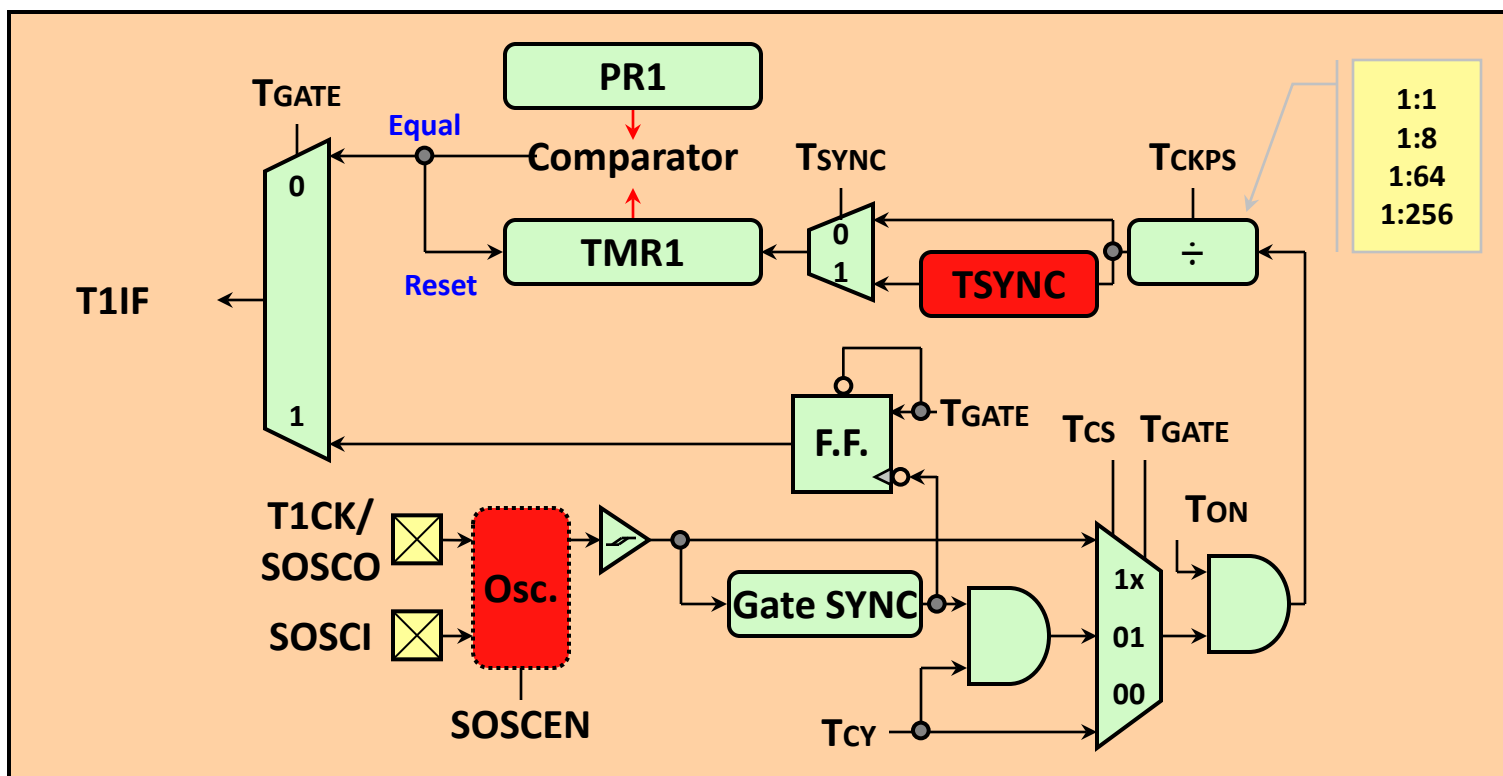 PR1
TGATE
Equal
Comparator
TSYNC
TCKPS
1:1
1:8
1:64
1:256
0
TMR1
0
1
TSYNC
÷
Reset
T1IF
1
F.F.
TGATE
TCS
TGATE
TON
T1CK/
SOSCO
Osc.
SOSCI
Gate SYNC
1x
01
00
SOSCEN
TCY